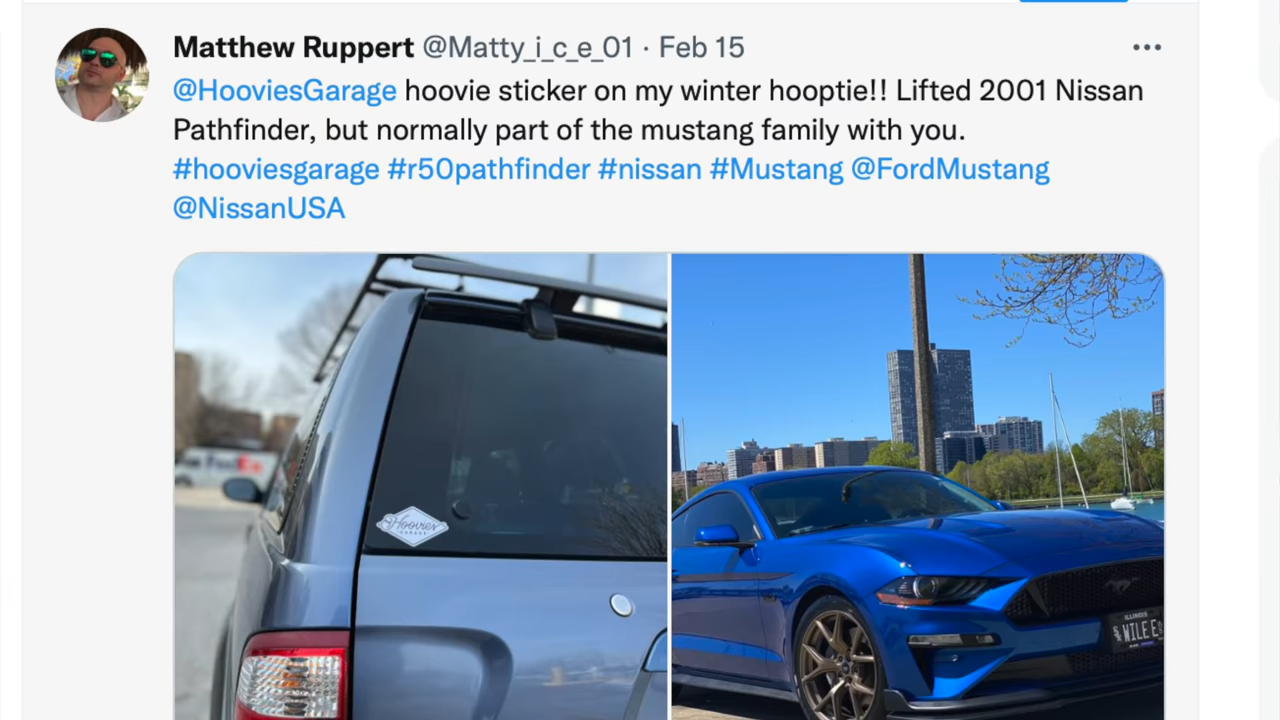 Matthew Ruppert @Matty_i_c_e_01 · Feb 15
@HooviesGarage hoovie sticker on my winter hooptie!! Lifted 2001 Nissan
Pathfinder, but normally part of the mustang family with you.
#hooviesgarage #r50pathfinder #nissan #Mustang @FordMustang
@NissanUSA
FedEx
Hoovies
GARAGE
ILLINOIS
WILE E